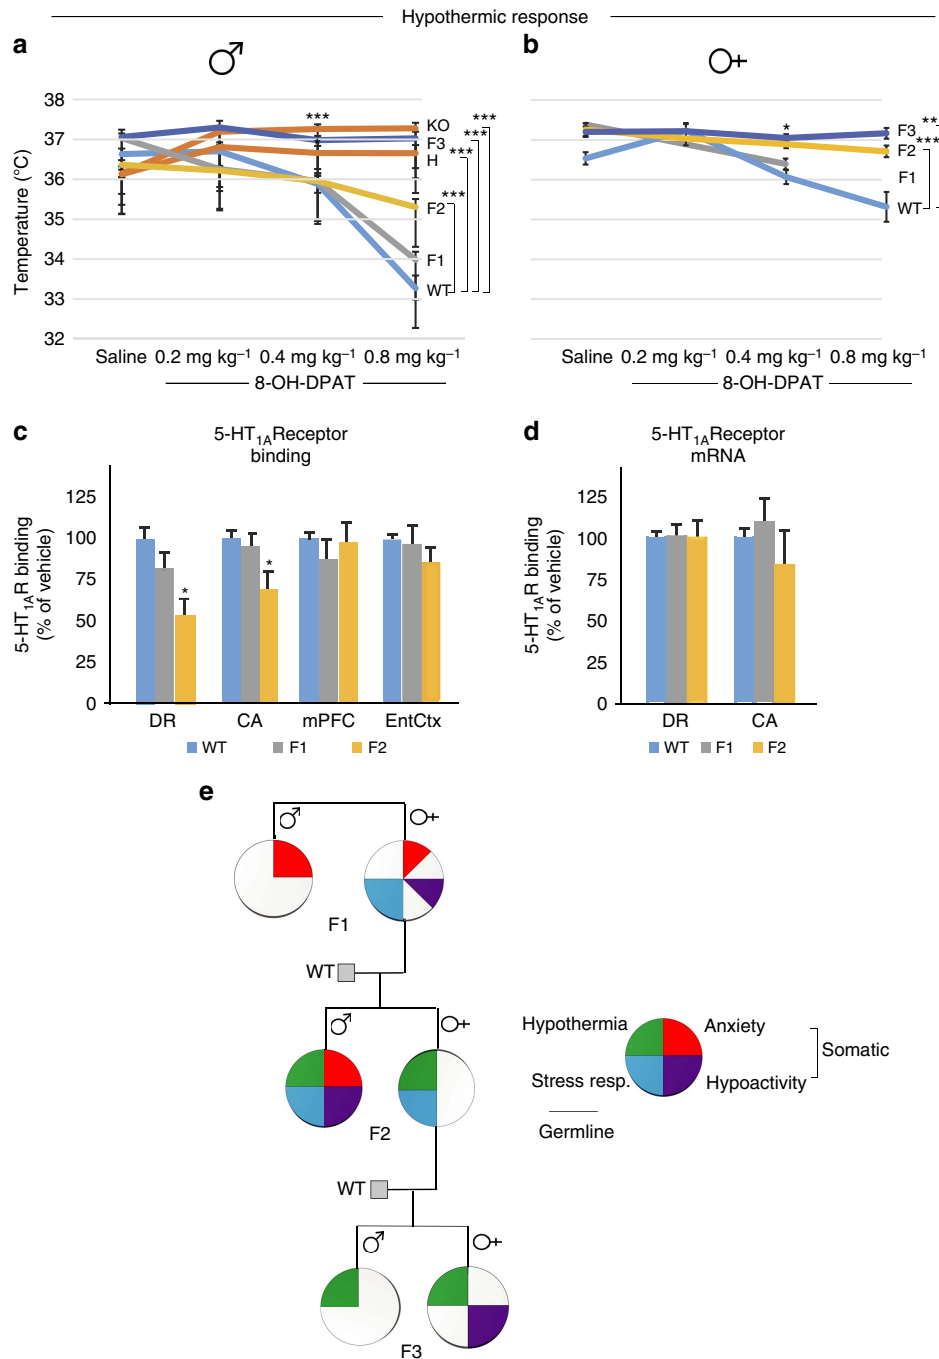 Hypothermic response
a
b
♂
♀
38
37
36
35
34
33
32
Temperature (°C)
***
KO
F3
H
F2
F1
WT
***
***
***
***
*
F3
F2
F1
WT
**
***
Saline 0.2 mg kg–1 0.4 mg kg–1 0.8 mg kg–1
8-OH-DPAT
Saline 0.2 mg kg–1 0.4 mg kg–1 0.8 mg kg–1
8-OH-DPAT
c
5-HT1AReceptor
binding
5-HT1AR binding
(% of vehicle)
125
100
75
50
25
0
*
*
DR CA mPFC EntCtx
WT F1 F2
d
5-HT1AReceptor
mRNA
5-HT1AR binding
(% of vehicle)
125
100
75
50
25
0
DR CA
WT F1 F2
e
♂ ♀
F1
WT
♂ ♀
F2
WT
♂ ♀
F3
Hypothermia Anxiety
Stress resp. Hypoactivity
Somatic
Germline